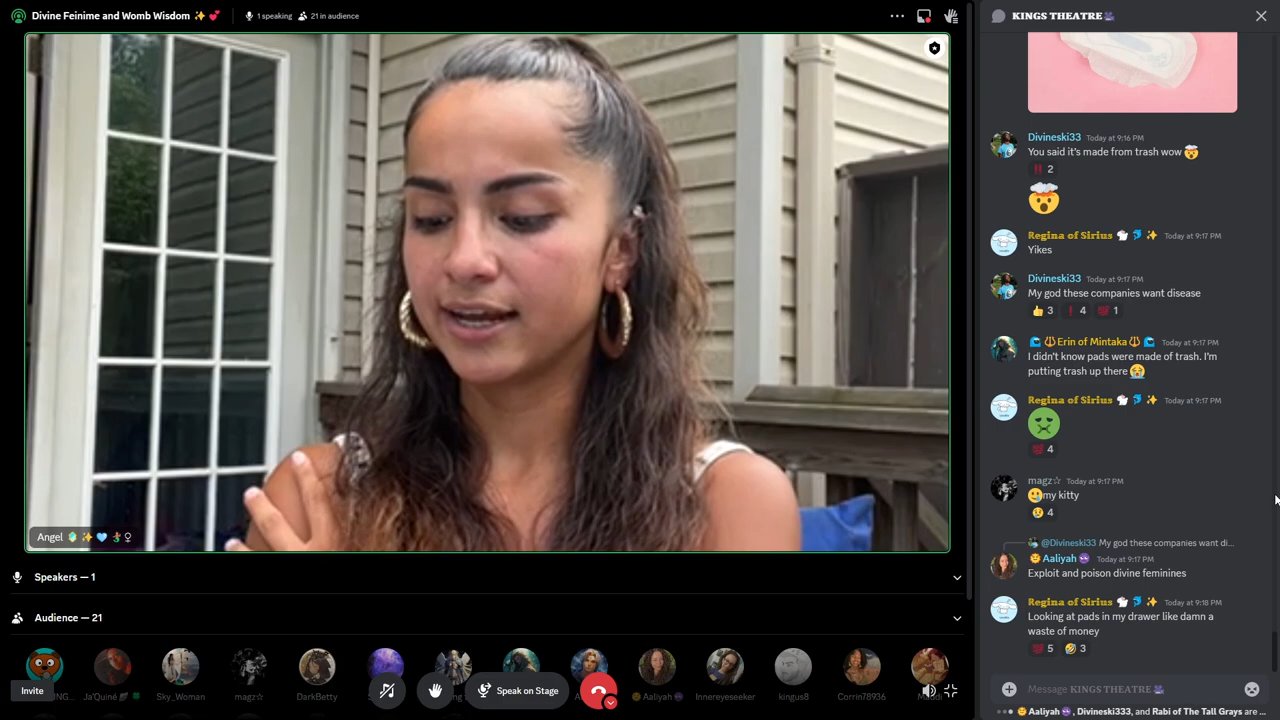 Divine Feinime and Womb Wisdom ✨ 💕
1 speaking
21 in audience
Angel
Speakers — 1
Audience — 21
Ja'Quiné
Sky_Woman
magz☆
DarkBetty
Aaliyah
Innereyeseeker
kingus8
Corrin78936
Invite
Speak on Stage
KINGS THEATRE
Divineski33 Today at 9:16 PM
You said it's made from trash wow 🤯
‼️ 2
🤯
Regina of Sirius Today at 9:17 PM
Yikes
Divineski33 Today at 9:17 PM
My god these companies want disease
👍 3 ❗ 4 💯 1
🌊 🔱 Erin of Mintaka 🔱 🌊 Today at 9:17 PM
I didn't know pads were made of trash. I'm
putting trash up there 😭
Regina of Sirius Today at 9:17 PM
💯 4
magz☆ Today at 9:17 PM
my kitty
😢 4
@Divineski33 My god these companies want di...
Aaliyah Today at 9:17 PM
Exploit and poison divine feminines
Regina of Sirius Today at 9:18 PM
Looking at pads in my drawer like damn a
waste of money
💯 5 🤣 3
Message KINGS THEATRE
Aaliyah, Divineski333, and Rabi of The Tall Grays are ...